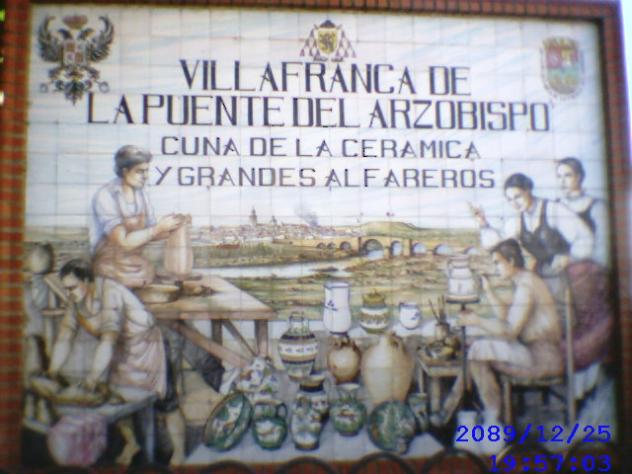 VILLAFRANCA DE
LA PUENTE DEL ARZOBISPO
CUNA DE LA CERAMICA
Y GRANDES ALFAREROS
2089/12/25
19:57:03